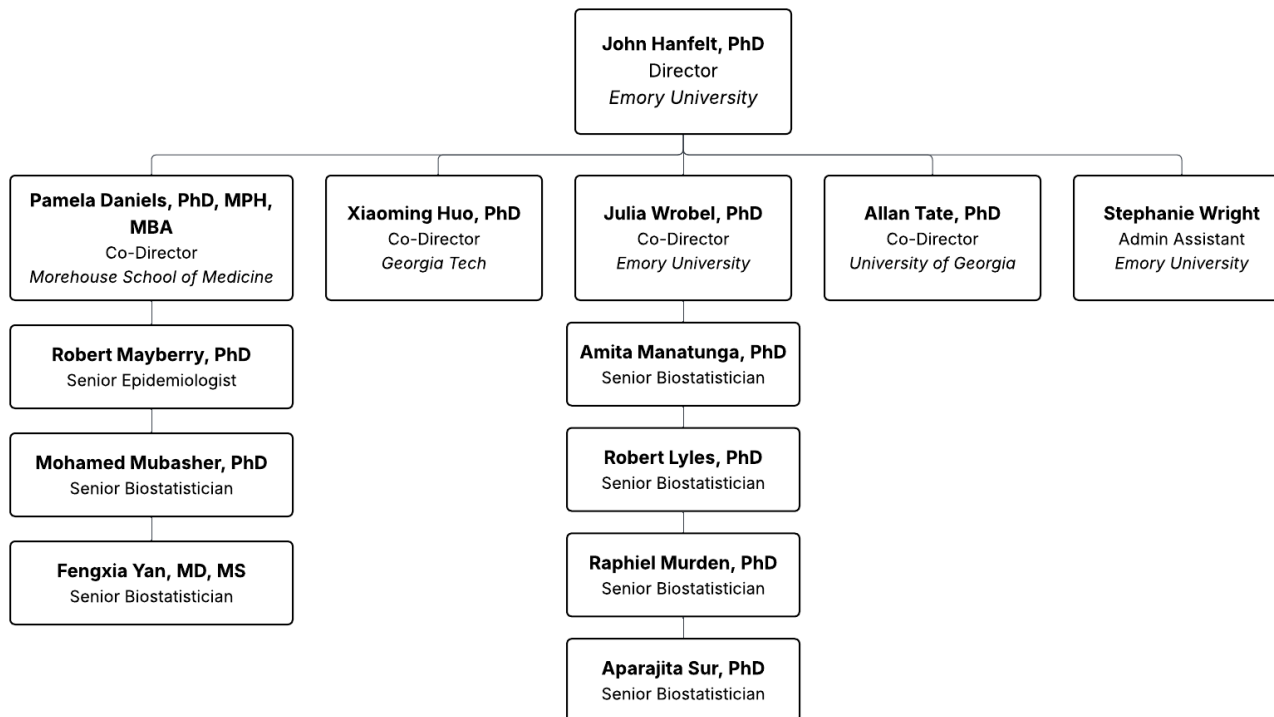 John Hanfelt, PhD
Director
Emory University
Pamela Daniels, PhD, MPH,
MBA
Co-Director
Morehouse School of Medicine
Xiaoming Huo, PhD
Co-Director
Georgia Tech
Julia Wrobel, PhD
Co-Director
Emory University
Allan Tate, PhD
Co-Director
University of Georgia
Stephanie Wright
Admin Assistant
Emory University
Robert Mayberry, PhD
Senior Epidemiologist
Mohamed Mubasher, PhD
Senior Biostatistician
Fengxia Yan, MD, MS
Senior Biostatistician
Amita Manatunga, PhD
Senior Biostatistician
Robert Lyles, PhD
Senior Biostatistician
Raphiel Murden, PhD
Senior Biostatistician
Aparajita Sur, PhD
Senior Biostatistician